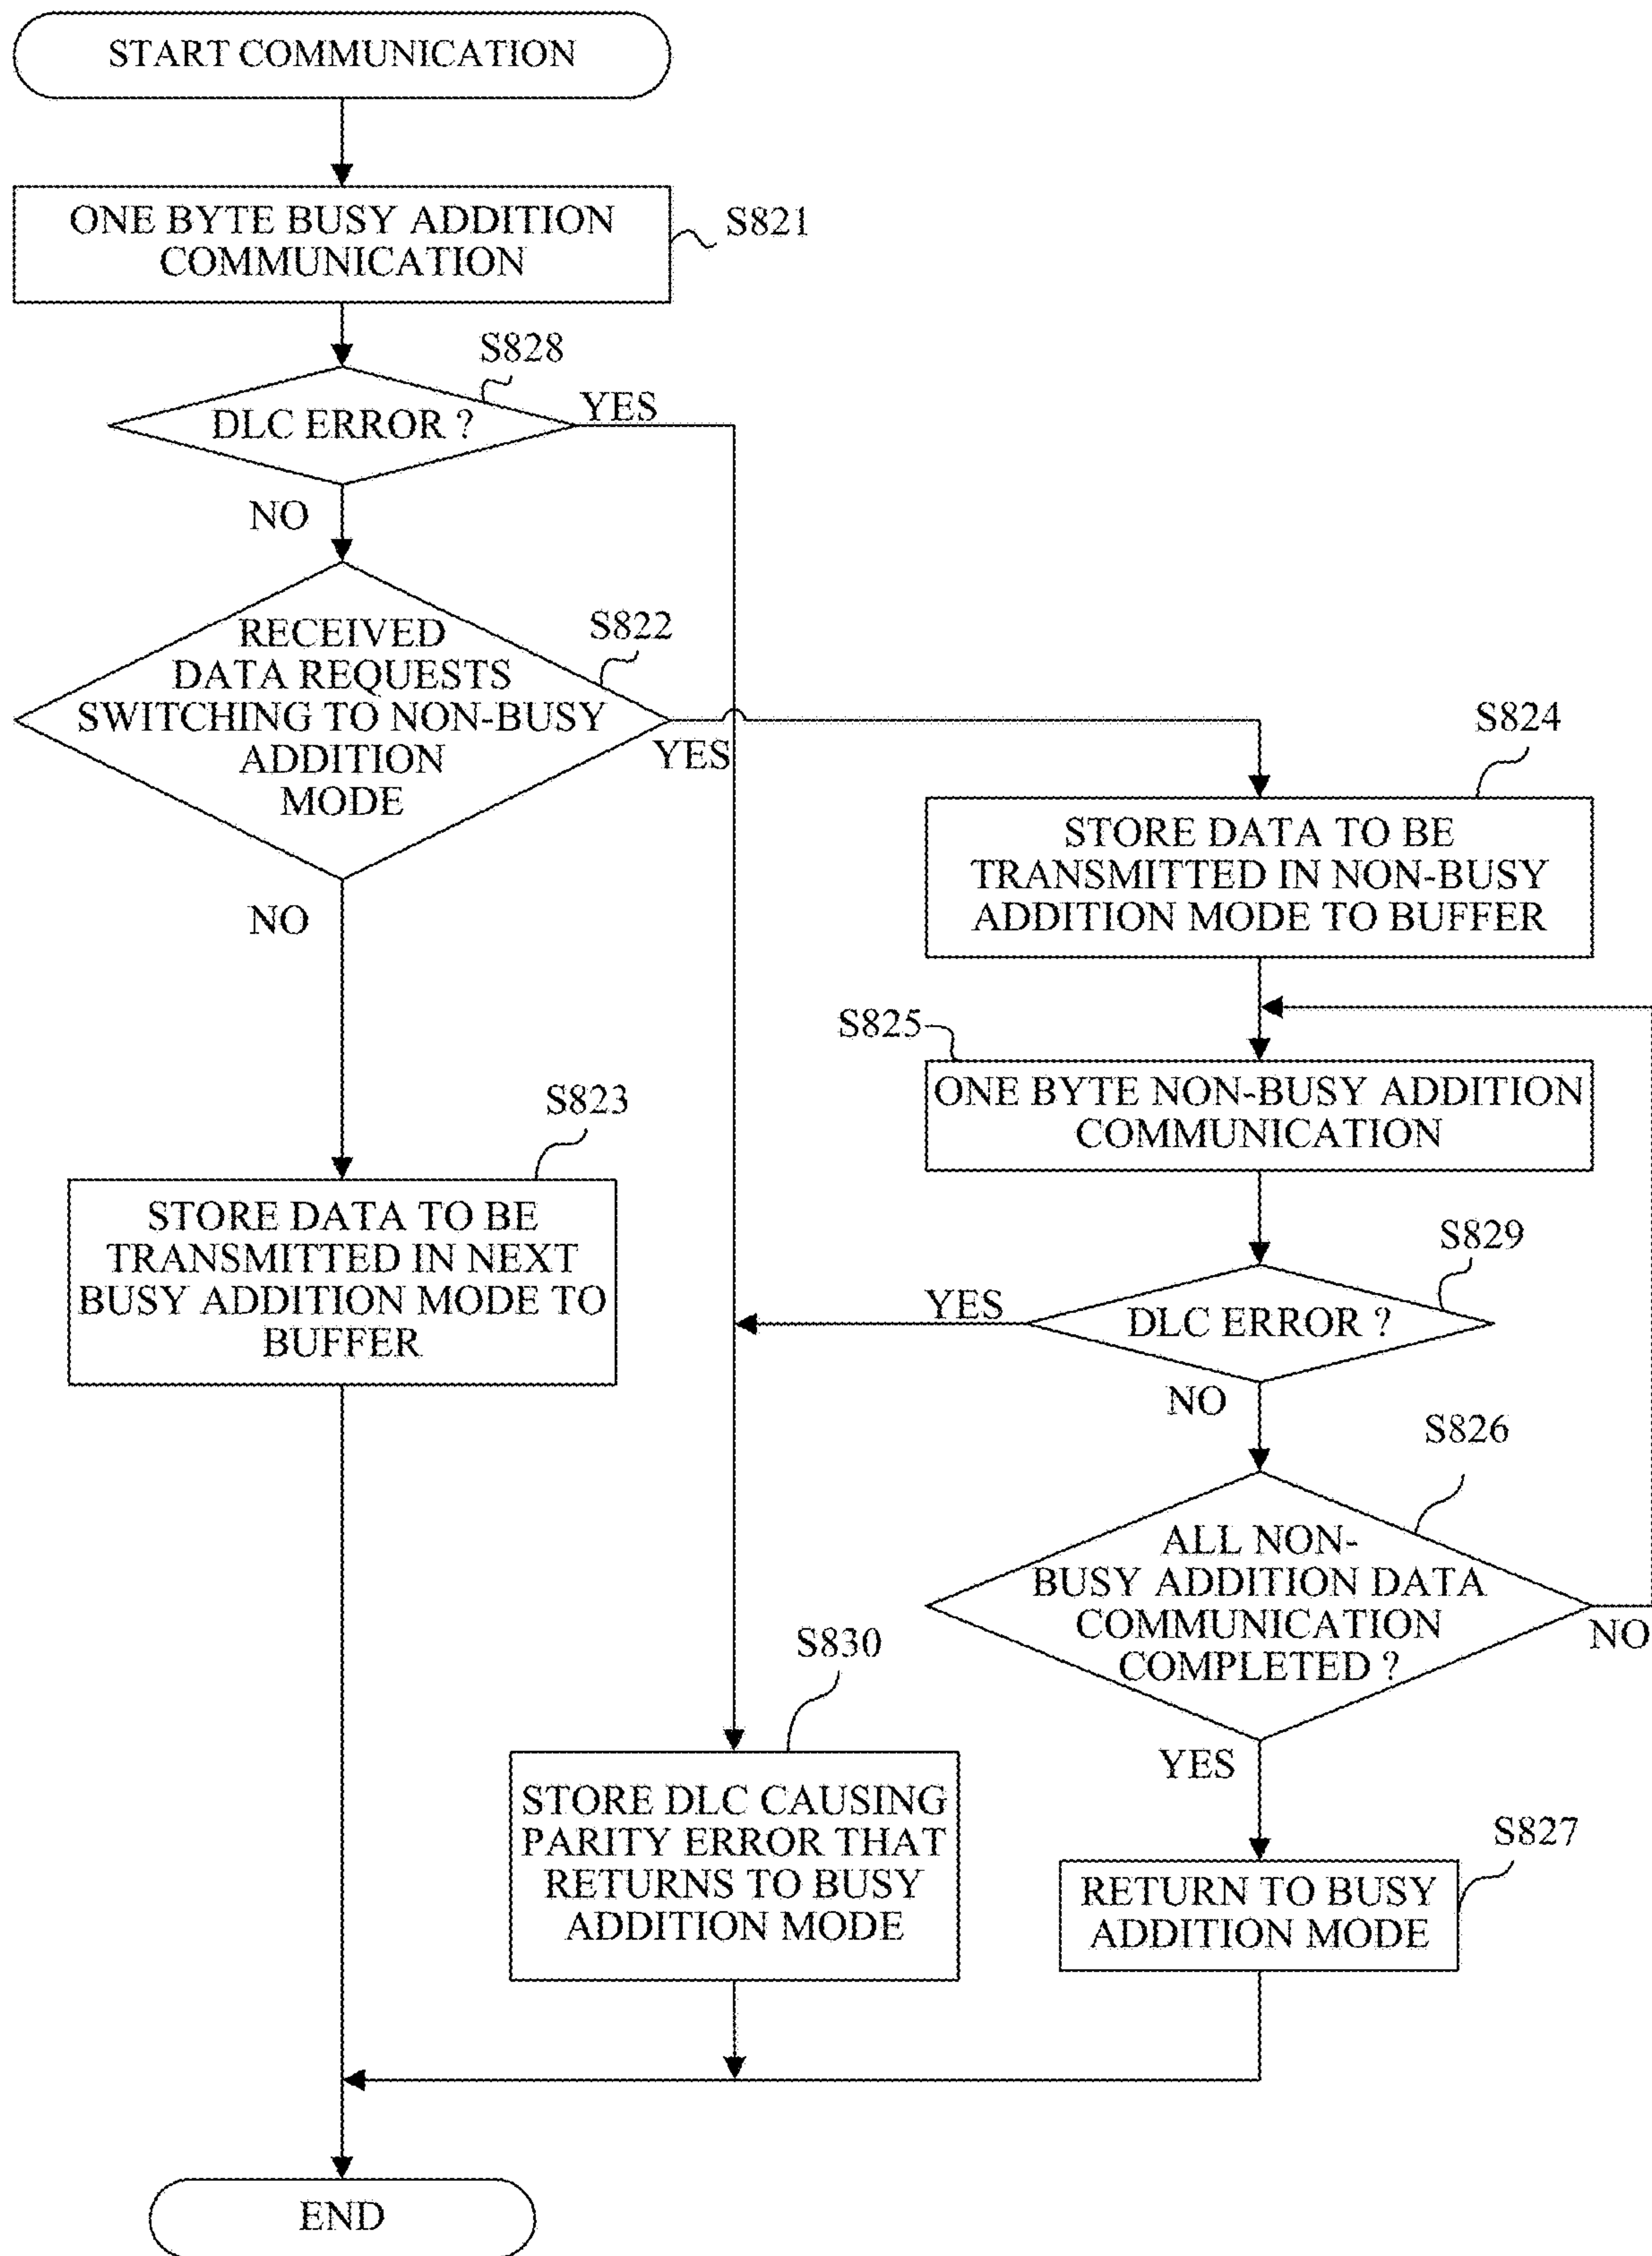 START COMMUNICATION
ONE BYTE BUSY ADDITION
COMMUNICATION
S821
S828
DLC ERROR ?
YES
NO
RECEIVED
DATA REQUESTS
SWITCHING TO NON-BUSY
ADDITION
MODE
S822
YES
NO
S824
STORE DATA TO BE
TRANSMITTED IN NON-BUSY
ADDITION MODE TO BUFFER
S825
ONE BYTE NON-BUSY ADDITION
COMMUNICATION
S823
STORE DATA TO BE
TRANSMITTED IN NEXT
BUSY ADDITION MODE TO
BUFFER
S829
DLC ERROR ?
YES
NO
S826
ALL NON-
BUSY ADDITION DATA
COMMUNICATION
COMPLETED ?
NO
YES
S830
STORE DLC CAUSING
PARITY ERROR THAT
RETURNS TO BUSY
ADDITION MODE
S827
RETURN TO BUSY
ADDITION MODE
END